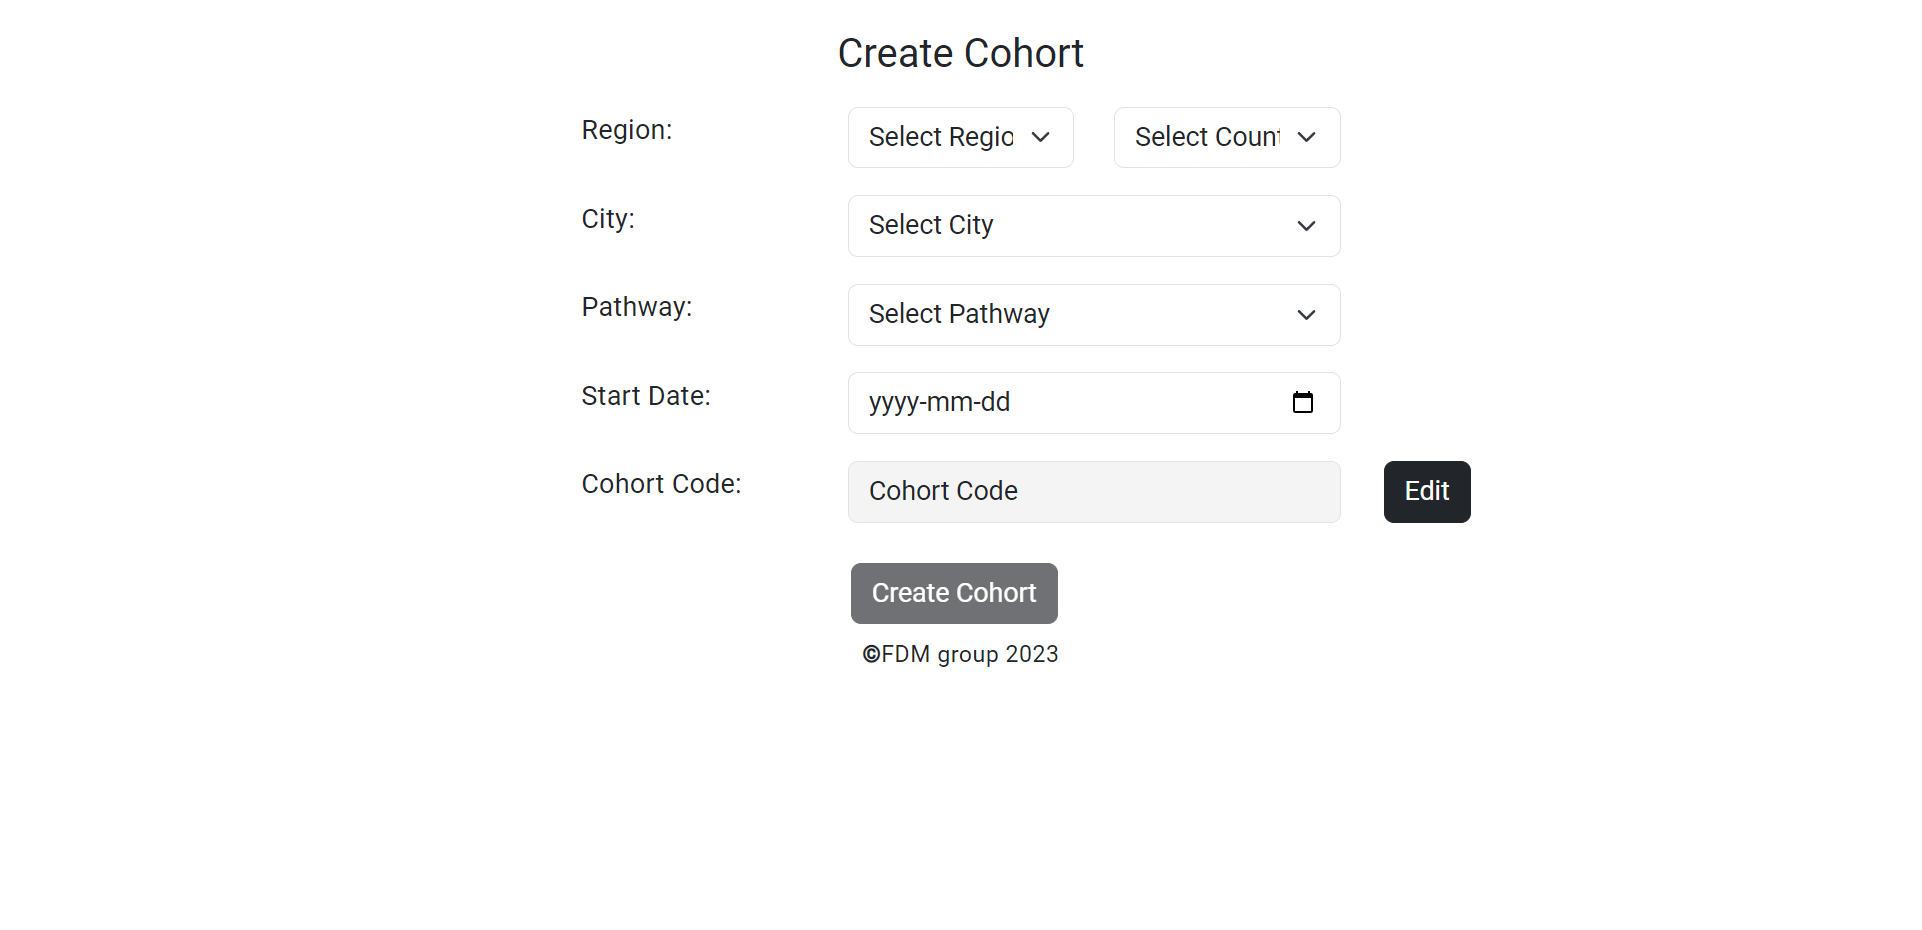 Create Cohort
Region: Select Regio Select Count
City: Select City
Pathway: Select Pathway
Start Date: yyyy-mm-dd
Cohort Code: Cohort Code Edit
Create Cohort
©FDM group 2023